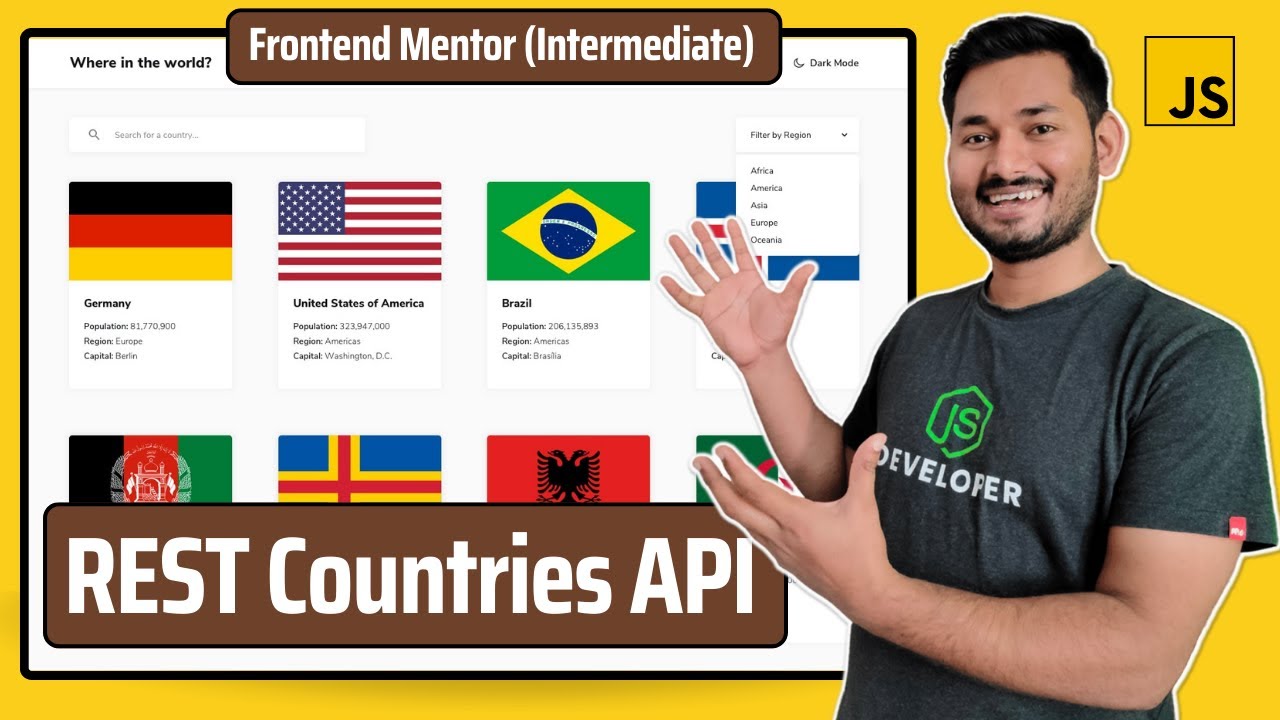 Frontend Mentor (Intermediate)
Where in the world?
Dark Mode
JS
Search for a country...
Filter by Region
Africa
America
Asia
Europe
Oceania
Germany
Population: 81,770,900
Region: Europe
Capital: Berlin
United States of America
Population: 323,947,000
Region: Americas
Capital: Washington, D.C.
Brazil
Population: 206,135,893
Region: Americas
Capital: Brasília
JS
DEVELOPER
REST Countries API